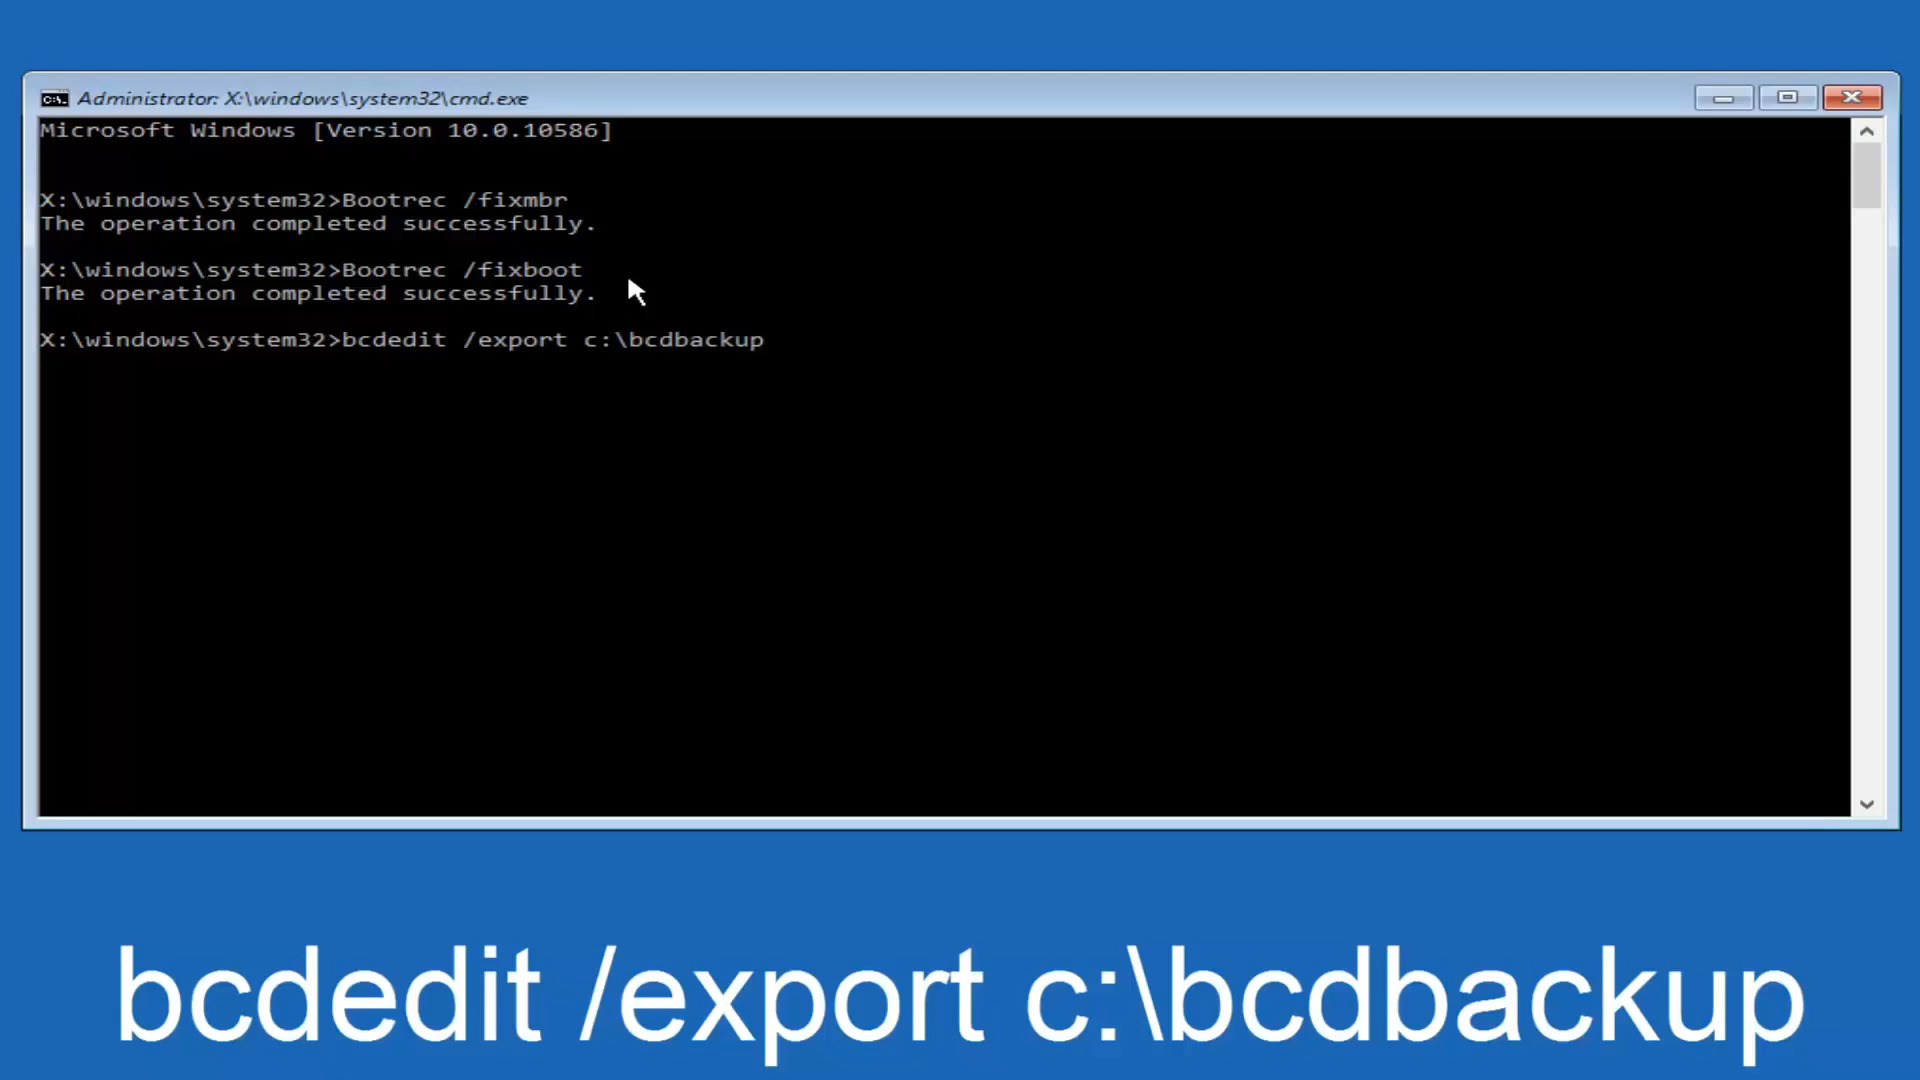 Administrator: X:\windows\system32\cmd.exe
Microsoft Windows [Version 10.0.10586]
X:\windows\system32>Bootrec /fixmbr
The operation completed successfully.
X:\windows\system32>Bootrec /fixboot
The operation completed successfully.
X:\windows\system32>bcdedit /export c:\bcdbackup
bcdedit /export c:\bcdbackup